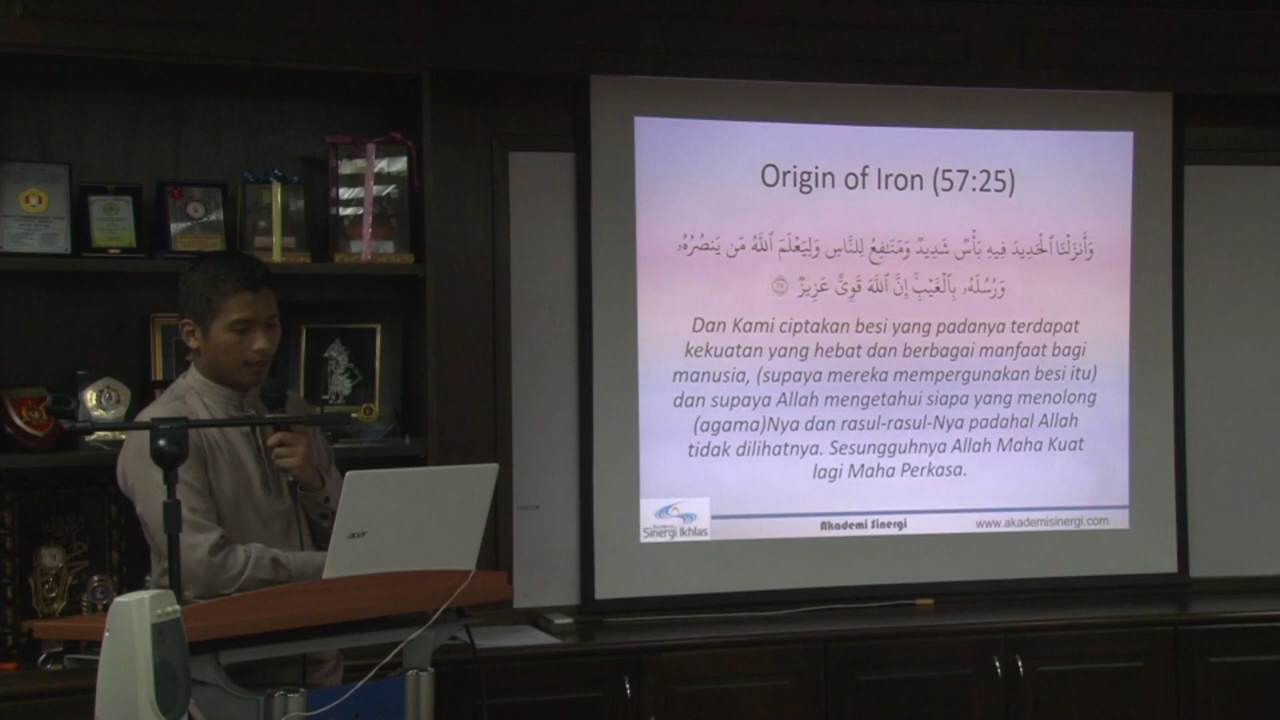 Origin of Iron (57:25)
وَأَنزَلْنَا ٱلْحَدِيدَ فِيهِ بَأْسٌ شَدِيدٌ وَمَنَٰفِعُ لِلنَّاسِ وَلِيَعْلَمَ ٱللَّهُ مَن يَنصُرُهُۥ
وَرُسُلَهُۥ بِٱلْغَيْبِ ۚ إِنَّ ٱللَّهَ قَوِىٌّ عَزِيزٌ ٢٥
Dan Kami ciptakan besi yang padanya terdapat
kekuatan yang hebat dan berbagai manfaat bagi
manusia, (supaya mereka mempergunakan besi itu)
dan supaya Allah mengetahui siapa yang menolong
(agama)Nya dan rasul-rasul-Nya padahal Allah
tidak dilihatnya. Sesungguhnya Allah Maha Kuat
lagi Maha Perkasa.
Akademi
Sinergi Ikhlas
Akademi Sinergi
www.akademisinergi.com
acer